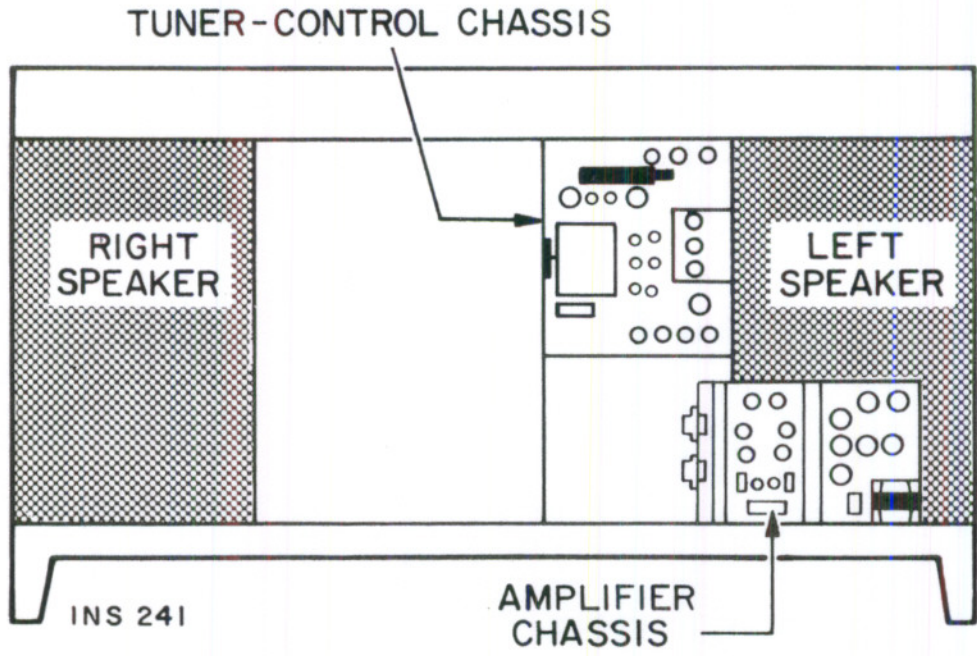 TUNER-CONTROL CHASSIS
RIGHT
SPEAKER
LEFT
SPEAKER
INS 241
AMPLIFIER
CHASSIS